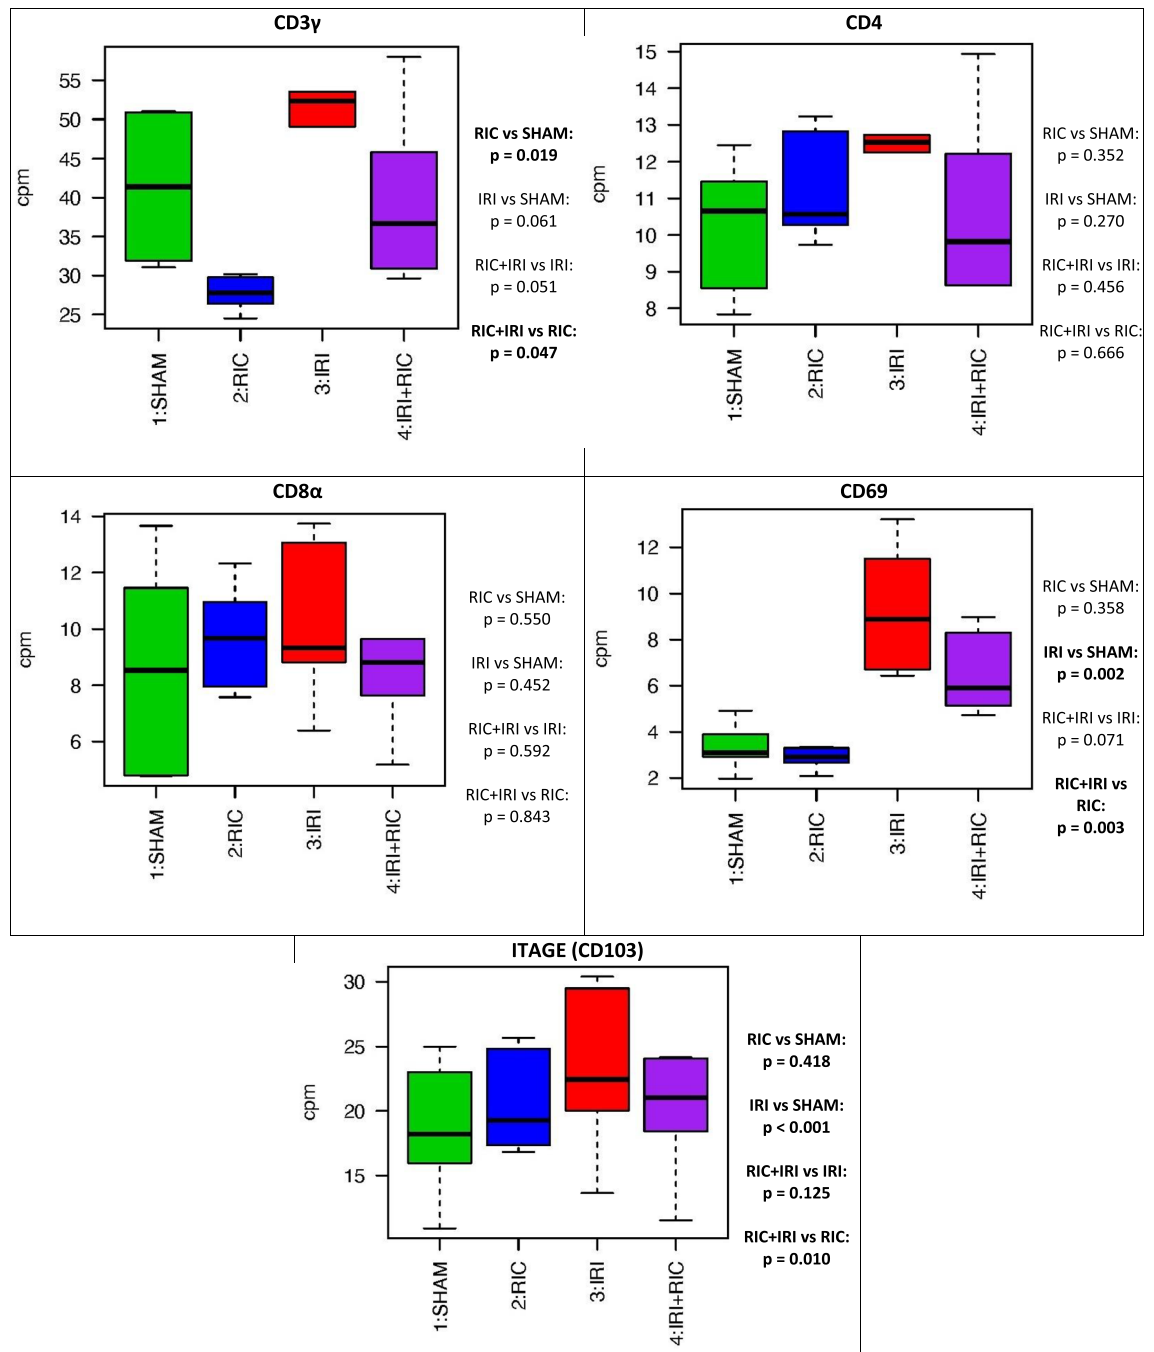 CD3γ
55
50
45
40
35
30
25
cpm
1:SHAM
2:RIC
3:IRI
4:IRI+RIC
RIC vs SHAM:
p = 0.019
IRI vs SHAM:
p = 0.061
RIC+IRI vs IRI:
p = 0.051
RIC+IRI vs RIC:
p = 0.047
CD4
15
14
13
12
11
10
9
8
cpm
1:SHAM
2:RIC
3:IRI
4:IRI+RIC
RIC vs SHAM:
p = 0.352
IRI vs SHAM:
p = 0.270
RIC+IRI vs IRI:
p = 0.456
RIC+IRI vs RIC:
p = 0.666
CD8α
14
12
10
8
6
cpm
1:SHAM
2:RIC
3:IRI
4:IRI+RIC
RIC vs SHAM:
p = 0.550
IRI vs SHAM:
p = 0.452
RIC+IRI vs IRI:
p = 0.592
RIC+IRI vs RIC:
p = 0.843
CD69
12
10
8
6
4
2
cpm
1:SHAM
2:RIC
3:IRI
4:IRI+RIC
RIC vs SHAM:
p = 0.358
IRI vs SHAM:
p = 0.002
RIC+IRI vs IRI:
p = 0.071
RIC+IRI vs
RIC:
p = 0.003
ITAGE (CD103)
30
25
20
15
cpm
1:SHAM
2:RIC
3:IRI
4:IRI+RIC
RIC vs SHAM:
p = 0.418
IRI vs SHAM:
p < 0.001
RIC+IRI vs IRI:
p = 0.125
RIC+IRI vs RIC:
p = 0.010